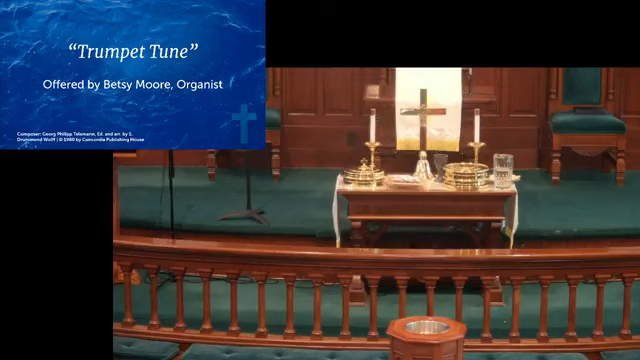 “Trumpet Tune”
Offered by Betsy Moore, Organist
Composer: Georg Philipp Telemann, Ed. and arr. by S.
Drummond Wolff | © 1980 by Concordia Publishing House